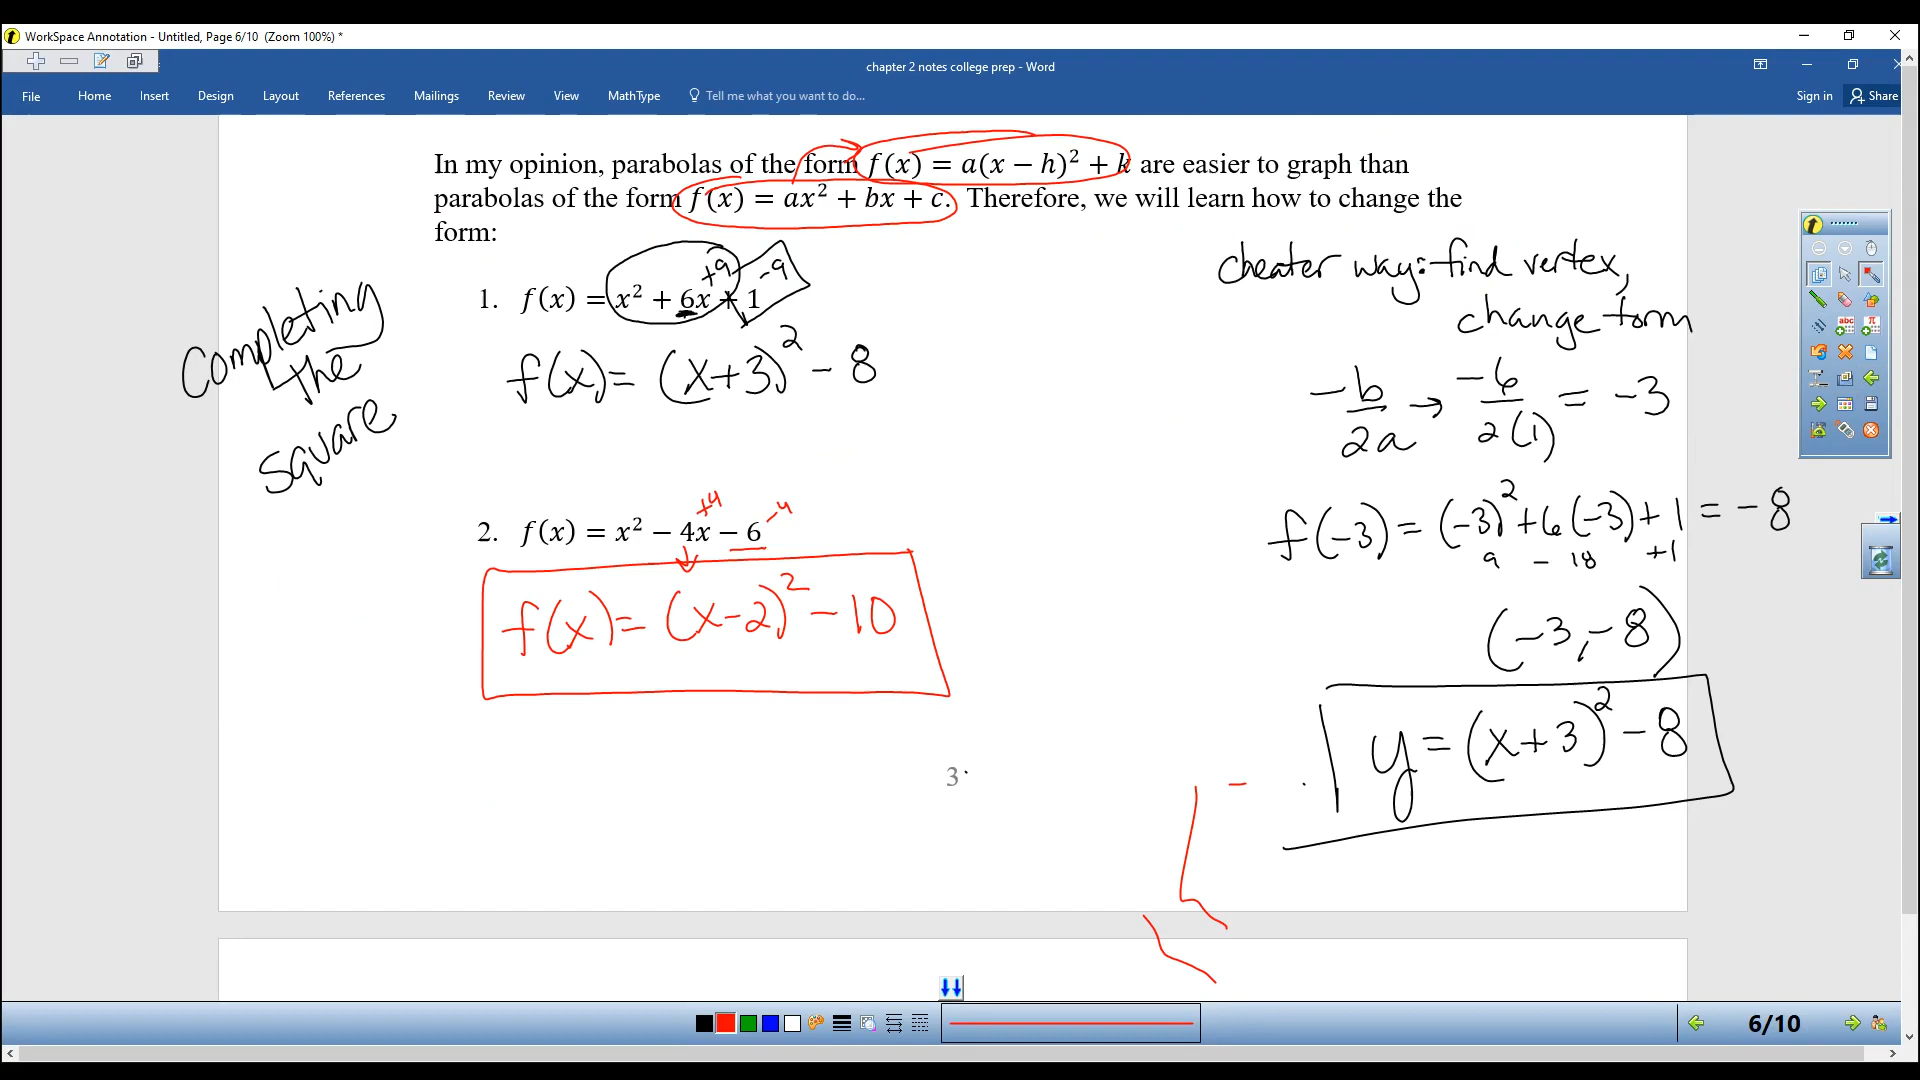 WorkSpace Annotation - Untitled, Page 6/10 (Zoom 100%) *
chapter 2 notes college prep - Word
File Home Insert Design Layout References Mailings Review View MathType Tell me what you want to do... Sign in Share
In my opinion, parabolas of the form f(x) = a(x − h)² + k are easier to graph than
parabolas of the form f(x) = ax² + bx + c. Therefore, we will learn how to change the
form:
+9 -9
1. f(x) = x² + 6x + 1
f(x) = (x+3)² - 8
Completing
the
square
+4 -4
2. f(x) = x² − 4x − 6
f(x) = (x-2)² - 10
3
cheater way: find vertex,
change form
-b/2a → -6/2(1) = -3
f(-3) = (-3)² + 6(-3) + 1 = -8
9 - 18 +1
(-3, -8)
y = (x+3)² - 8
6/10